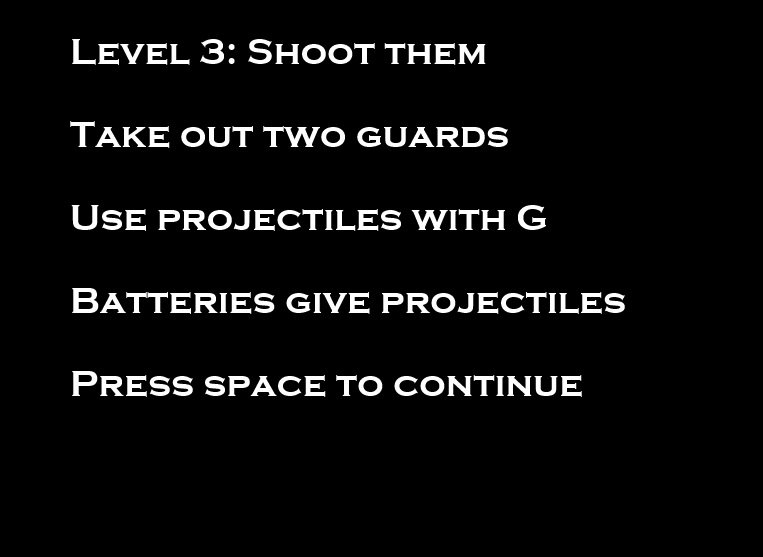 Level 3: Shoot them
Take out two guards
Use projectiles with G
Batteries give projectiles
Press space to continue